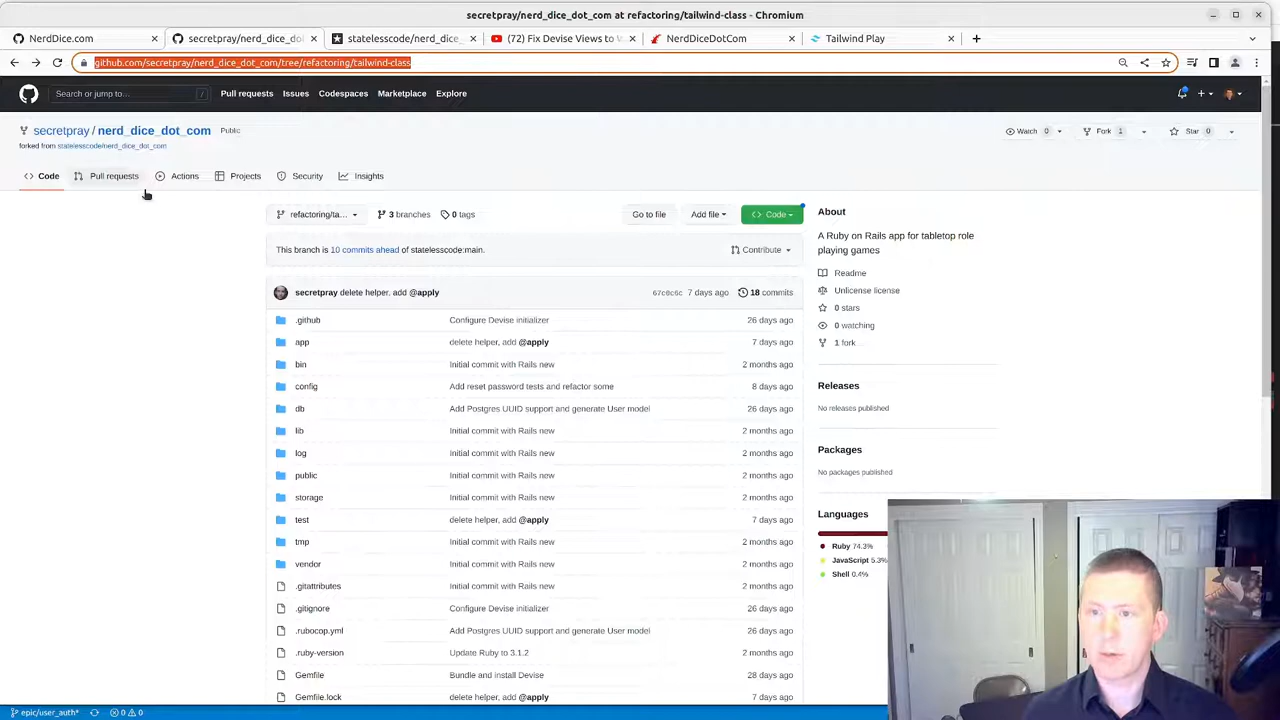 secretpray/nerd_dice_dot_com at refactoring/tailwind-class - Chromium
NerdDice.com
secretpray/nerd_dice_dot_com
statelesscode/nerd_dice_
(72) Fix Devise Views to W
NerdDiceDotCom
Tailwind Play
github.com/secretpray/nerd_dice_dot_com/tree/refactoring/tailwind-class
Search or jump to...
/
Pull requests
Issues
Codespaces
Marketplace
Explore
secretpray / nerd_dice_dot_com
Public
forked from statelesscode/nerd_dice_dot_com
Watch 0
Fork 1
Star 0
Code
Pull requests
Actions
Projects
Security
Insights
refactoring/ta...
3 branches
0 tags
Go to file
Add file
Code
This branch is 10 commits ahead of statelesscode:main.
Contribute
secretpray delete helper. add @apply
67c0c6c 7 days ago
18 commits
.github Configure Devise initializer 26 days ago
app delete helper, add @apply 7 days ago
bin Initial commit with Rails new 2 months ago
config Add reset password tests and refactor some 8 days ago
db Add Postgres UUID support and generate User model 26 days ago
lib Initial commit with Rails new 2 months ago
log Initial commit with Rails new 2 months ago
public Initial commit with Rails new 2 months ago
storage Initial commit with Rails new 2 months ago
test delete helper, add @apply 7 days ago
tmp Initial commit with Rails new 2 months ago
vendor Initial commit with Rails new 2 months ago
.gitattributes Initial commit with Rails new 2 months ago
.gitignore Configure Devise initializer 26 days ago
.rubocop.yml Add Postgres UUID support and generate User model 26 days ago
.ruby-version Update Ruby to 3.1.2 2 months ago
Gemfile Bundle and install Devise 28 days ago
Gemfile.lock delete helper, add @apply 7 days ago
About
A Ruby on Rails app for tabletop role
playing games
Readme
Unlicense license
0 stars
0 watching
1 fork
Releases
No releases published
Packages
No packages published
Languages
Ruby 74.3%
JavaScript 5.3%
Shell 0.4%
epic/user_auth*
0
0